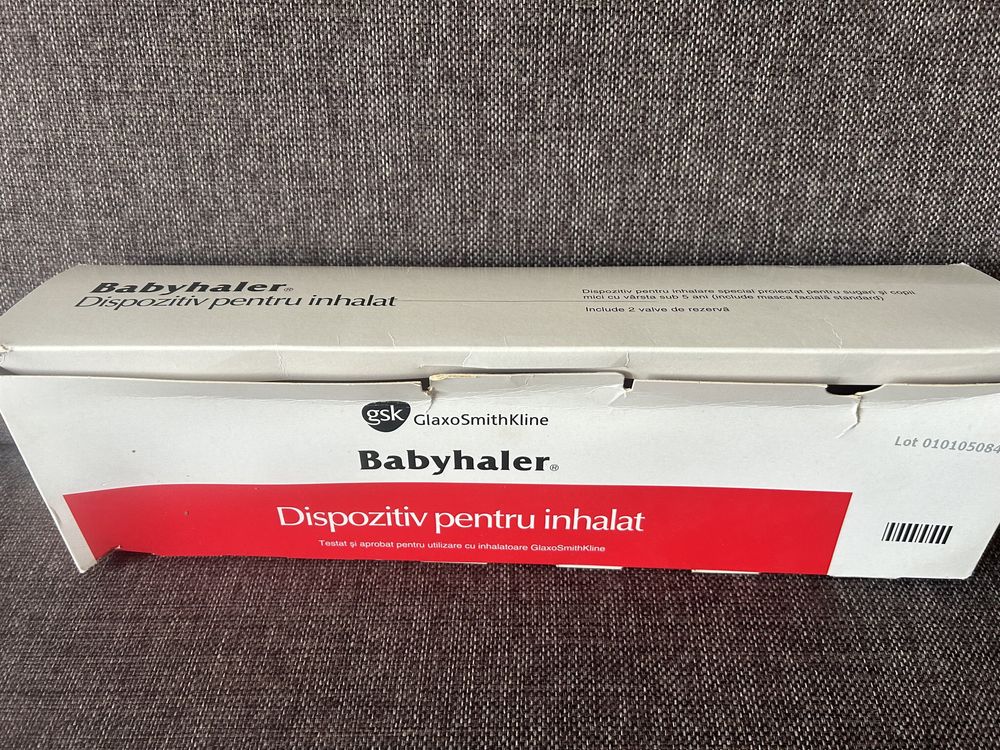 Babyhaler®
Dispozitiv pentru inhalat
Dispozitiv pentru inhalare special proiectat pentru sugari și copii
mici cu vârsta sub 5 ani (include masca facială standard)
Include 2 valve de rezervă
gsk GlaxoSmithKline
Babyhaler®
Lot 010105084
Dispozitiv pentru inhalat
Testat și aprobat pentru utilizare cu inhalatoare GlaxoSmithKline